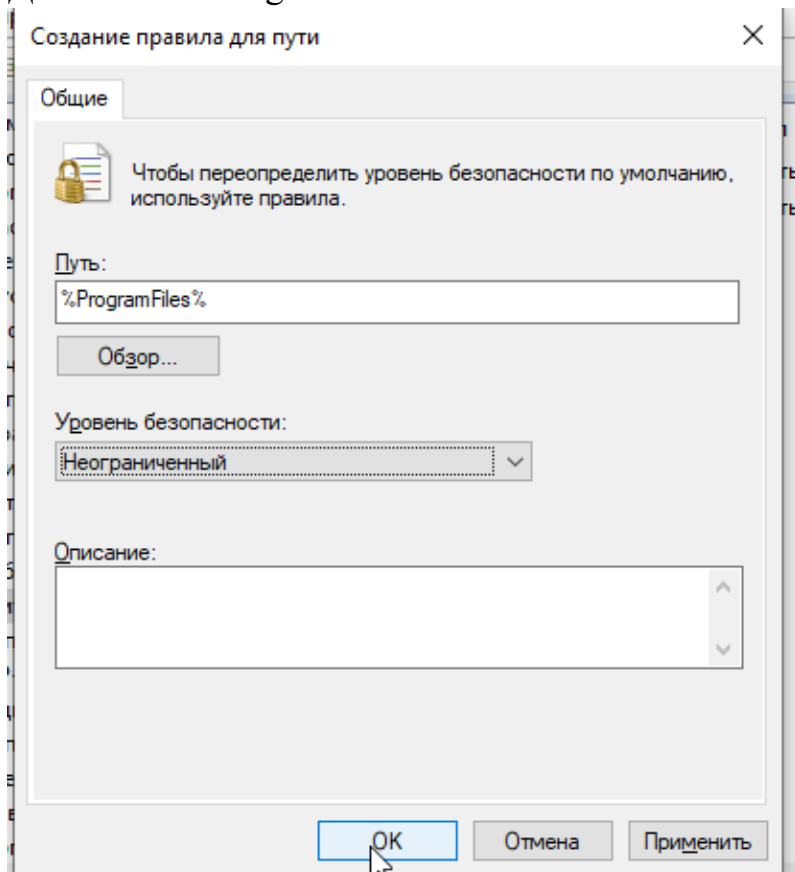 Создание правила для пути
Общие
Чтобы переопределить уровень безопасности по умолчанию,
используйте правила.
Путь:
%ProgramFiles%
Обзор...
Уровень безопасности:
Неограниченный
Описание:
OK
Отмена
Применить